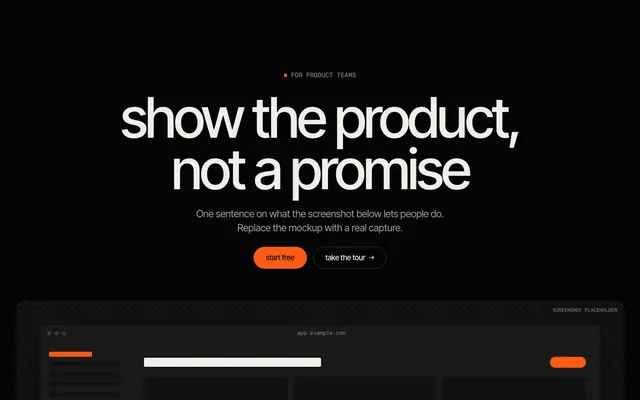 FOR PRODUCT TEAMS
show the product,
not a promise
One sentence on what the screenshot below lets people do.
Replace the mockup with a real capture.
start free
take the tour →
SCREENSHOT PLACEHOLDER
app.example.com